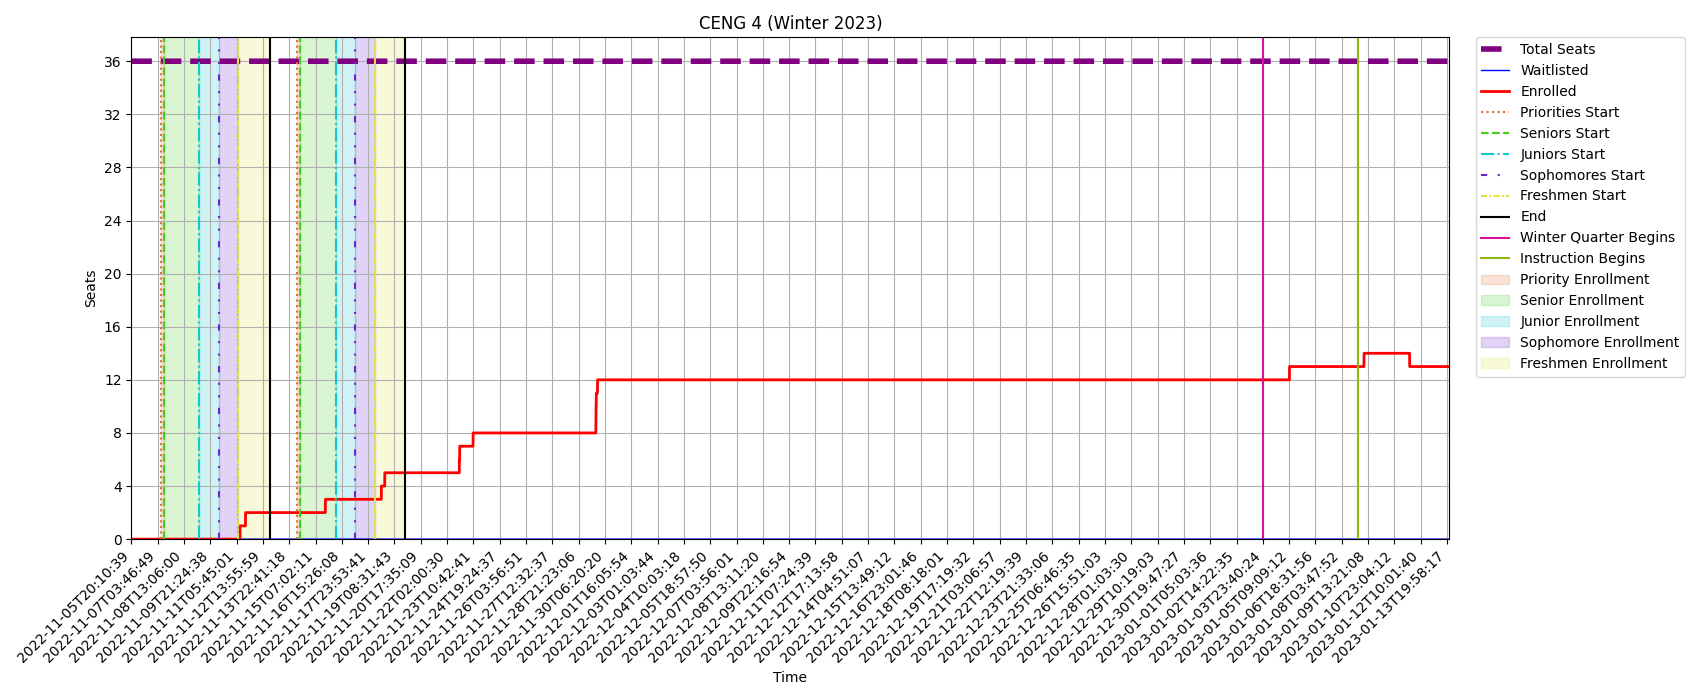 CENG 4 (Winter 2023)
36
32
28
24
20
16
12
8
4
0
Seats
2022-11-05T20:10:39
2022-11-07T03:46:49
2022-11-08T13:06:00
2022-11-09T21:24:38
2022-11-11T05:45:01
2022-11-12T13:55:59
2022-11-13T22:41:18
2022-11-15T07:02:11
2022-11-16T15:26:08
2022-11-17T23:53:41
2022-11-19T08:31:43
2022-11-20T17:35:09
2022-11-22T02:00:30
2022-11-23T10:42:41
2022-11-24T19:24:37
2022-11-26T03:56:51
2022-11-27T12:32:37
2022-11-28T21:23:06
2022-11-30T06:20:20
2022-12-01T16:05:54
2022-12-03T01:03:44
2022-12-04T10:03:18
2022-12-05T18:57:50
2022-12-07T03:56:01
2022-12-08T13:11:20
2022-12-09T22:16:54
2022-12-11T07:24:39
2022-12-12T17:13:58
2022-12-14T04:51:07
2022-12-15T13:49:12
2022-12-16T23:01:46
2022-12-18T08:18:01
2022-12-19T17:19:32
2022-12-21T03:06:57
2022-12-22T12:19:39
2022-12-23T21:33:06
2022-12-25T06:46:35
2022-12-26T15:51:03
2022-12-28T01:03:30
2022-12-29T10:19:03
2022-12-30T19:47:27
2023-01-01T05:03:36
2023-01-02T14:22:35
2023-01-03T23:40:24
2023-01-05T09:09:12
2023-01-06T18:31:56
2023-01-08T03:47:52
2023-01-09T13:21:08
2023-01-10T23:04:12
2023-01-12T10:01:40
2023-01-13T19:58:17
Time
Total Seats
Waitlisted
Enrolled
Priorities Start
Seniors Start
Juniors Start
Sophomores Start
Freshmen Start
End
Winter Quarter Begins
Instruction Begins
Priority Enrollment
Senior Enrollment
Junior Enrollment
Sophomore Enrollment
Freshmen Enrollment